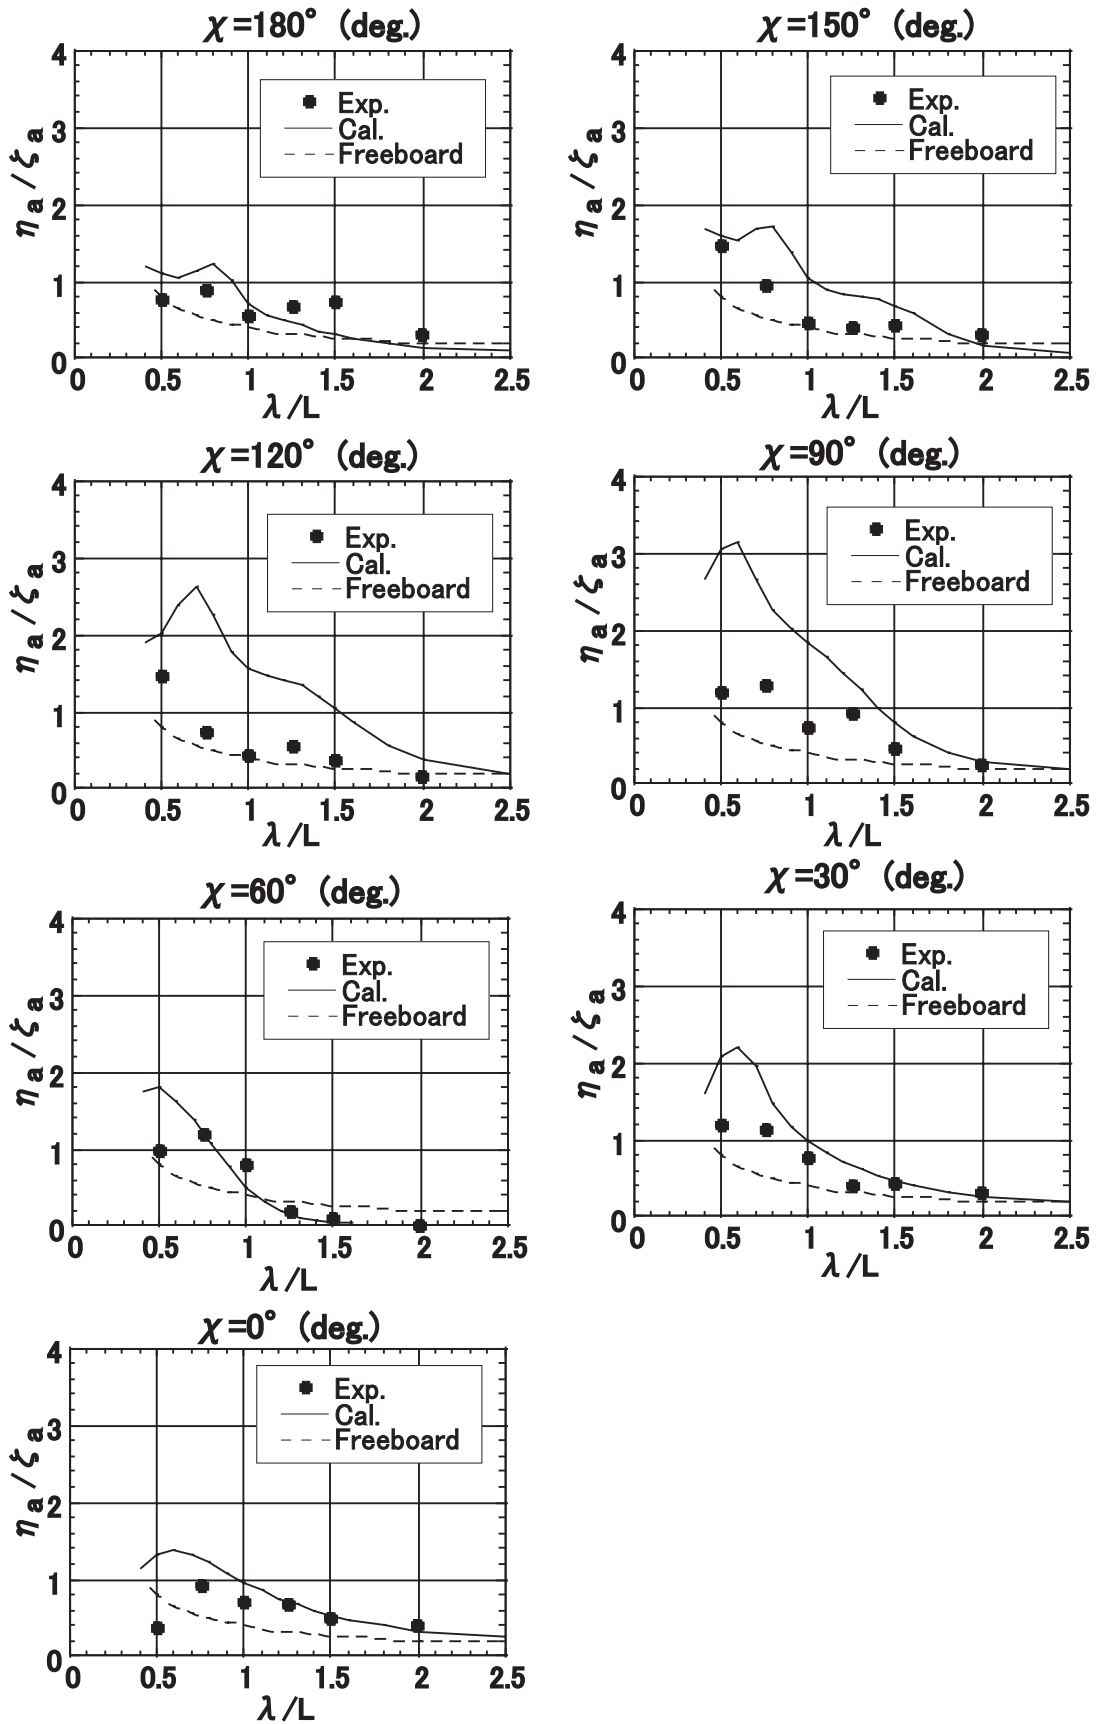 χ=180° (deg.)
4
3
2
1
0
η a / ζ a
Exp.
Cal.
Freeboard
0 0.5 1 1.5 2 2.5
λ/L
χ=150° (deg.)
4
3
2
1
0
η a / ζ a
Exp.
Cal.
Freeboard
0 0.5 1 1.5 2 2.5
λ/L
χ=120° (deg.)
4
3
2
1
0
η a / ζ a
Exp.
Cal.
Freeboard
0 0.5 1 1.5 2 2.5
λ/L
χ=90° (deg.)
4
3
2
1
0
η a / ζ a
Exp.
Cal.
Freeboard
0 0.5 1 1.5 2 2.5
λ/L
χ=60° (deg.)
4
3
2
1
0
η a / ζ a
Exp.
Cal.
Freeboard
0 0.5 1 1.5 2 2.5
λ/L
χ=30° (deg.)
4
3
2
1
0
η a / ζ a
Exp.
Cal.
Freeboard
0 0.5 1 1.5 2 2.5
λ/L
χ=0° (deg.)
4
3
2
1
0
η a / ζ a
Exp.
Cal.
Freeboard
0 0.5 1 1.5 2 2.5
λ/L